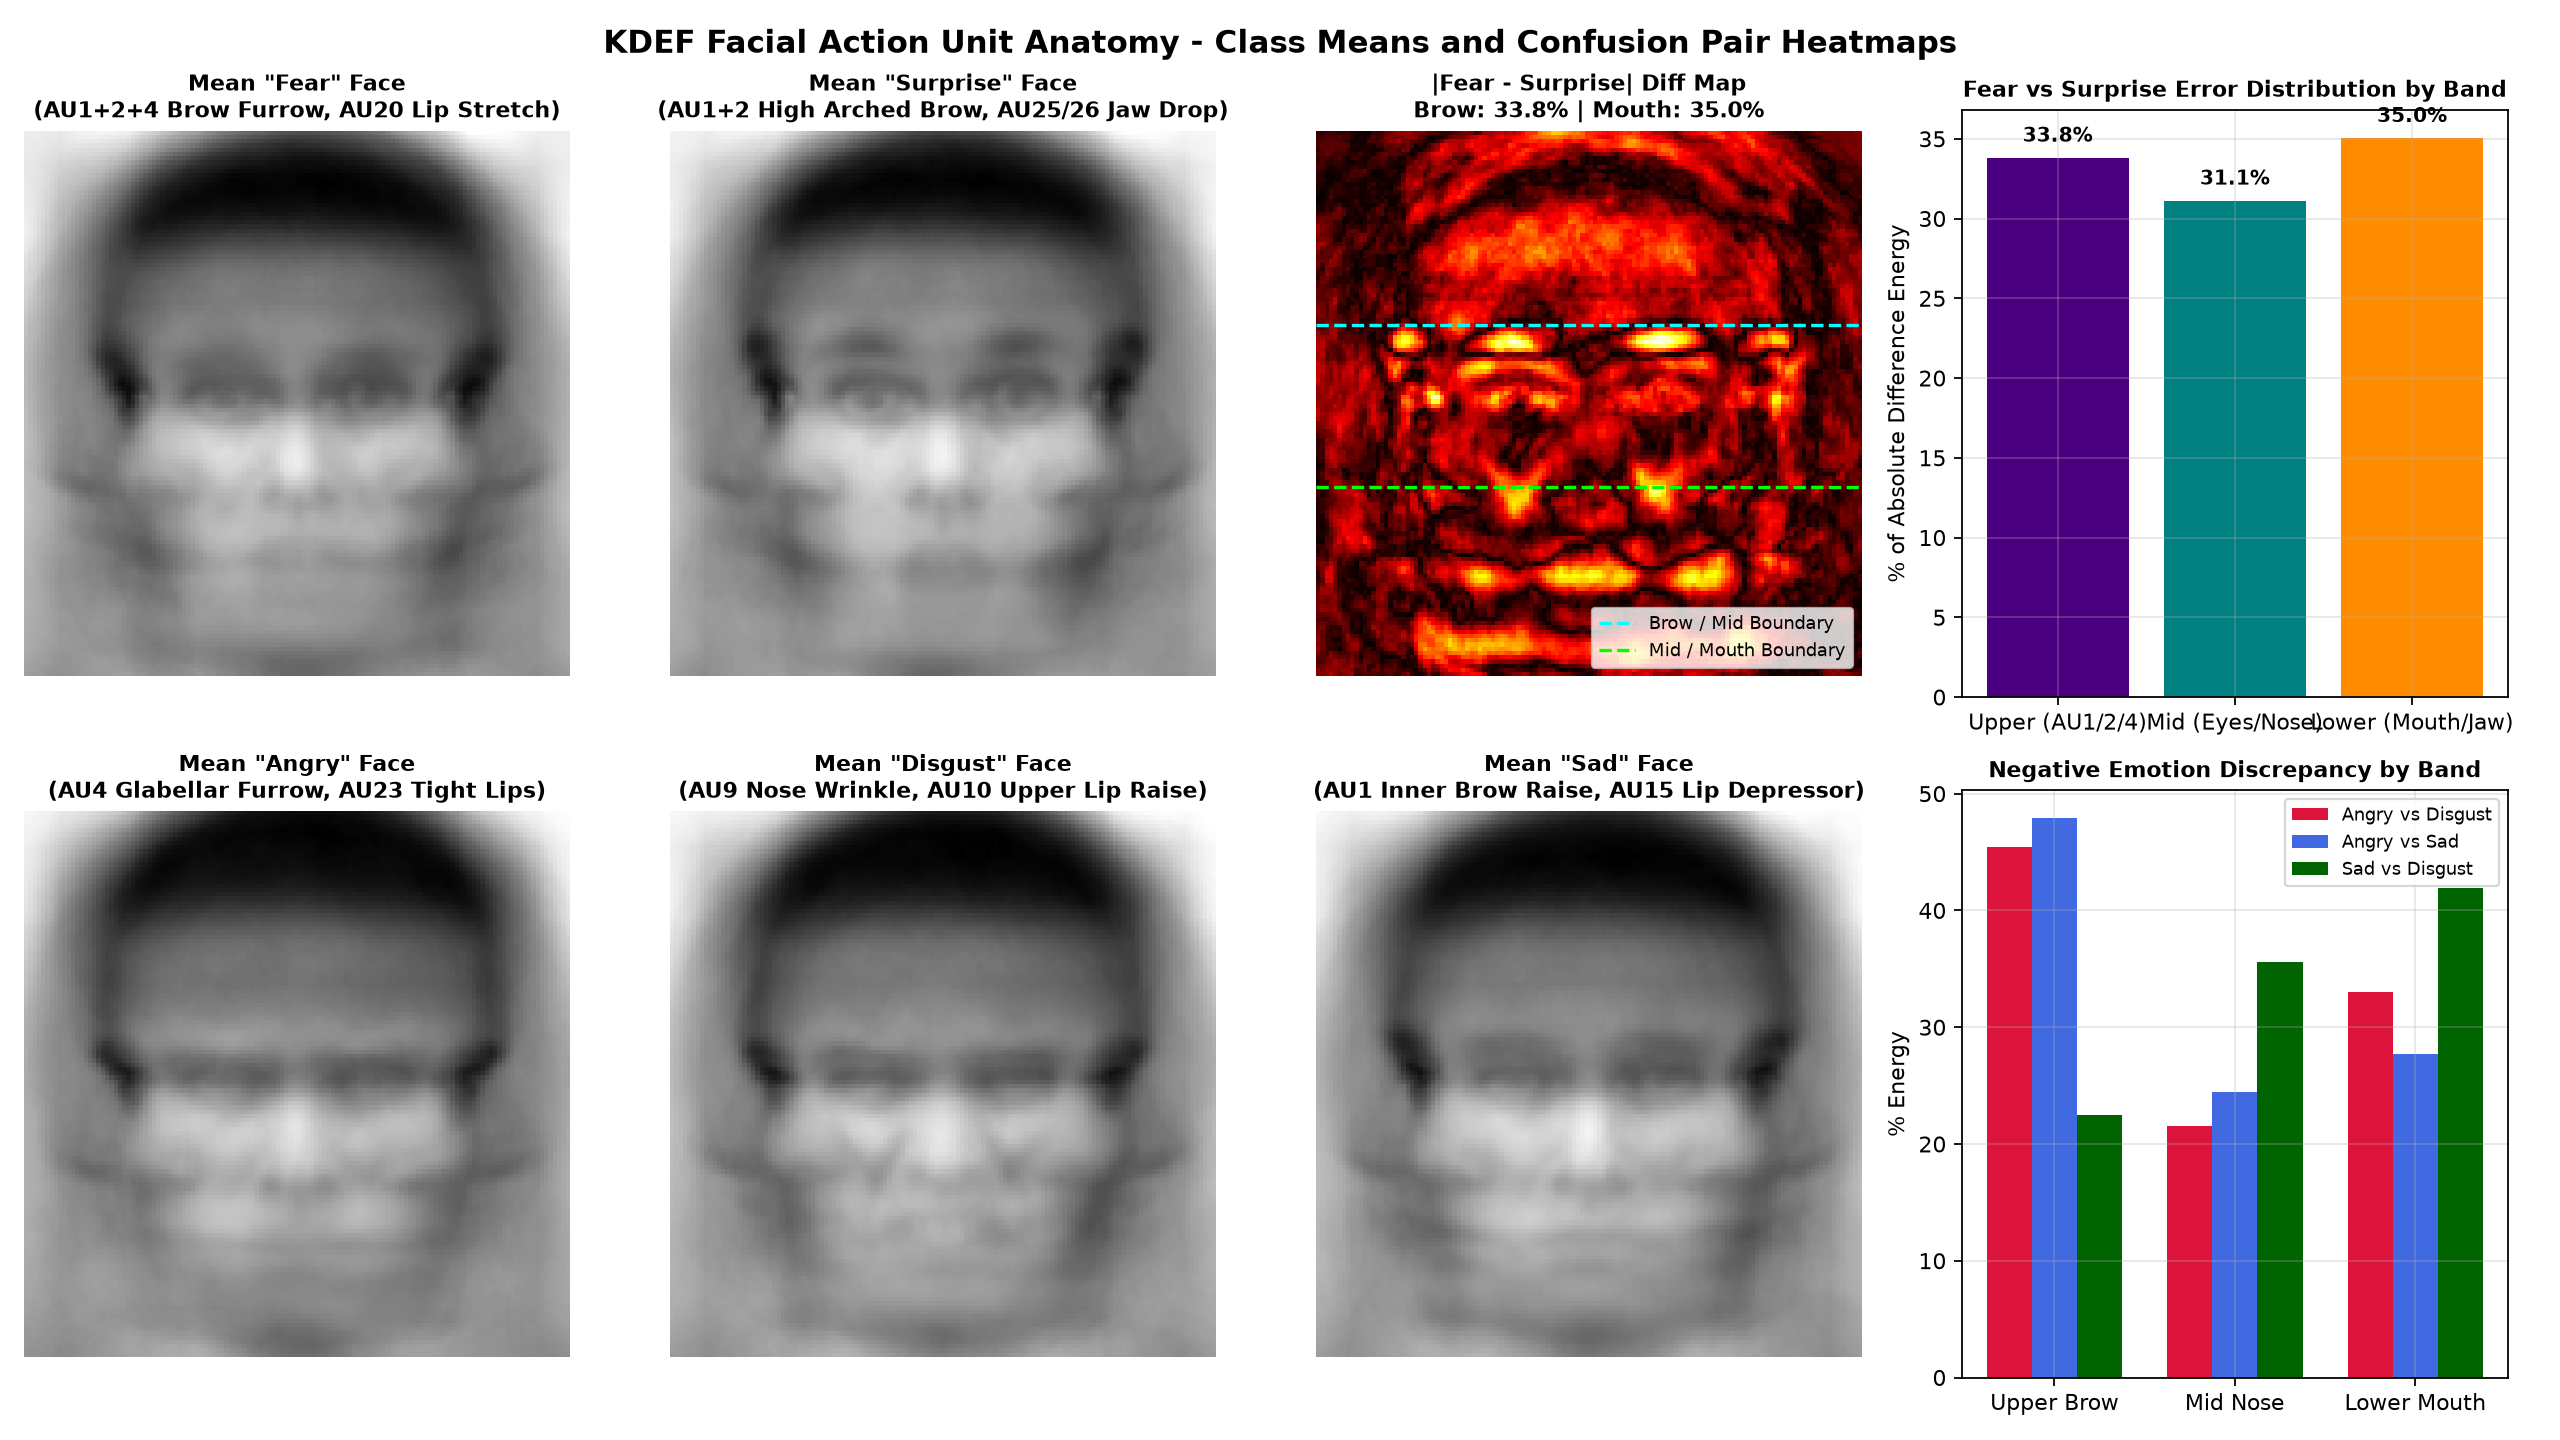 KDEF Facial Action Unit Anatomy - Class Means and Confusion Pair Heatmaps
Mean "Fear" Face
(AU1+2+4 Brow Furrow, AU20 Lip Stretch)
Mean "Surprise" Face
(AU1+2 High Arched Brow, AU25/26 Jaw Drop)
|Fear - Surprise| Diff Map
Brow: 33.8% | Mouth: 35.0%
Brow / Mid Boundary
Mid / Mouth Boundary
Fear vs Surprise Error Distribution by Band
% of Absolute Difference Energy
35
30
25
20
15
10
5
0
33.8%
31.1%
35.0%
Upper (AU1/2/4)
Mid (Eyes/Nose)
Lower (Mouth/Jaw)
Mean "Angry" Face
(AU4 Glabellar Furrow, AU23 Tight Lips)
Mean "Disgust" Face
(AU9 Nose Wrinkle, AU10 Upper Lip Raise)
Mean "Sad" Face
(AU1 Inner Brow Raise, AU15 Lip Depressor)
Negative Emotion Discrepancy by Band
% Energy
50
40
30
20
10
0
Angry vs Disgust
Angry vs Sad
Sad vs Disgust
Upper Brow
Mid Nose
Lower Mouth